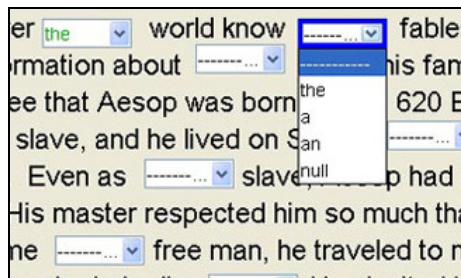 er the world know -------... fable
ormation about -------... his fam
ee that Aesop was born 620 B
slave, and he lived on S -------...
Even as -------... slave, Aesop had
His master respected him so much tha
me -------... free man, he traveled to
-----------
the
a
an
null